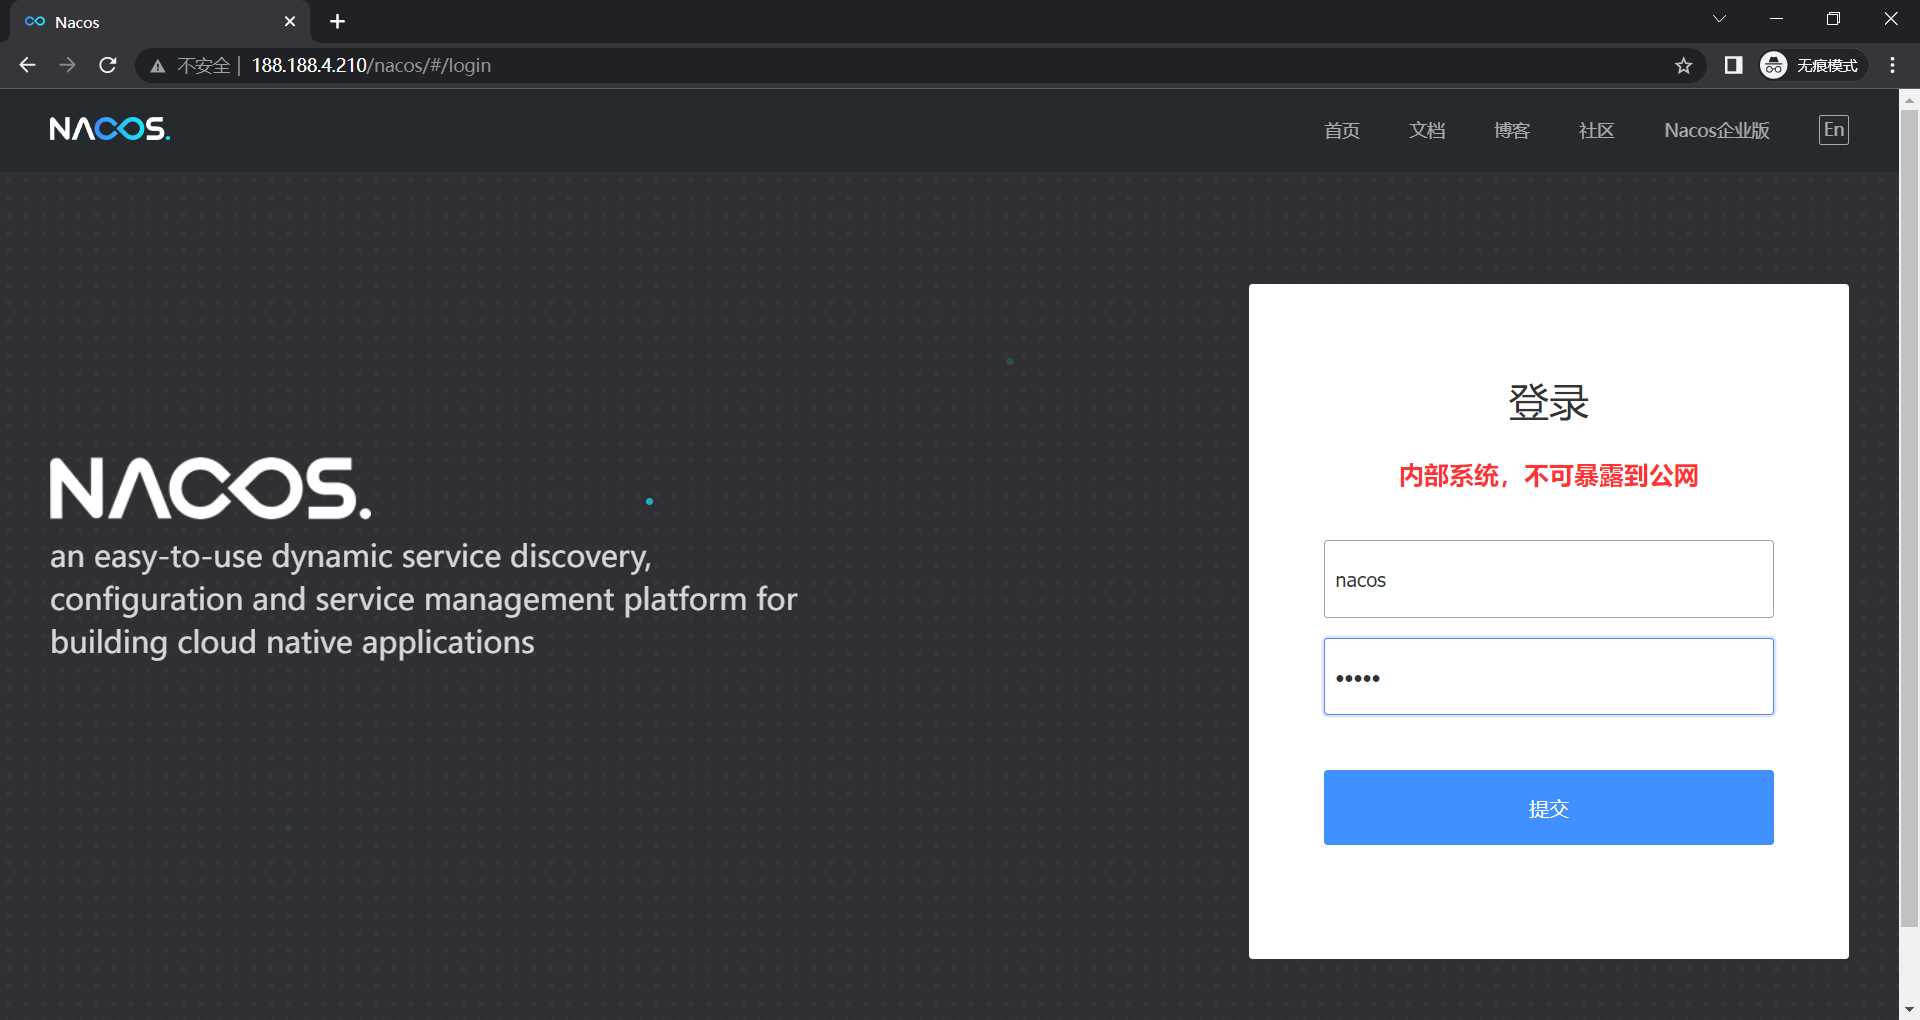 Nacos
不安全 188.188.4.210/nacos/#/login
无痕模式
NACOS.
首页 文档 博客 社区 Nacos企业版 En
NACOS.
an easy-to-use dynamic service discovery,
configuration and service management platform for
building cloud native applications
登录
内部系统，不可暴露到公网
nacos
•••••
提交